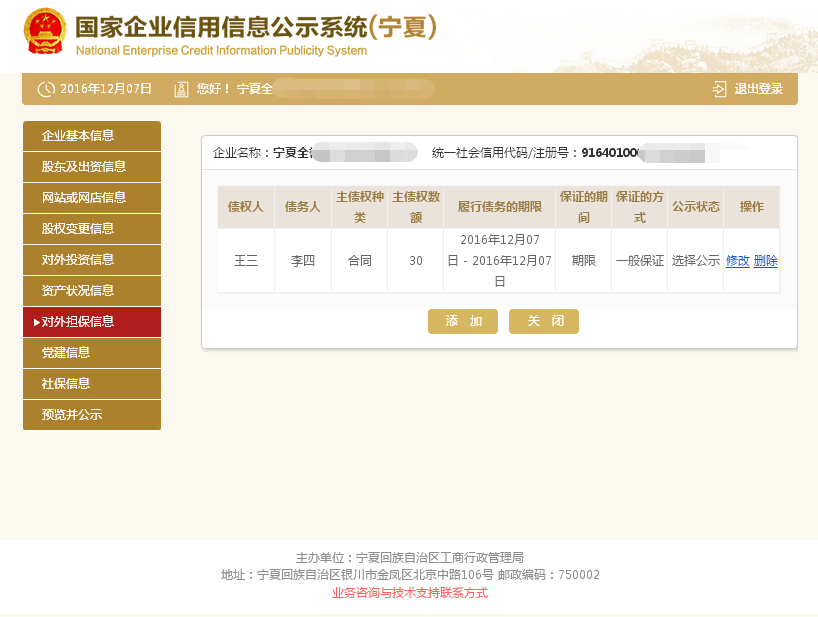 国家企业信用信息公示系统(宁夏)
National Enterprise Credit Information Publicity System
2016年12月07日 您好！ 宁夏全 退出登录
企业基本信息
股东及出资信息
网站或网店信息
股权变更信息
对外投资信息
资产状况信息
对外担保信息
党建信息
社保信息
预览并公示
企业名称：宁夏全 统一社会信用代码/注册号：91640100
债权人 债务人 主债权种类 主债权数额 履行债务的期限 保证的期间 保证的方式 公示状态 操作
王三 李四 合同 30 2016年12月07日 - 2016年12月07日 期限 一般保证 选择公示 修改 删除
添 加 关 闭
主办单位：宁夏回族自治区工商行政管理局
地址：宁夏回族自治区银川市金凤区北京中路106号 邮政编码：750002
业务咨询与技术支持联系方式